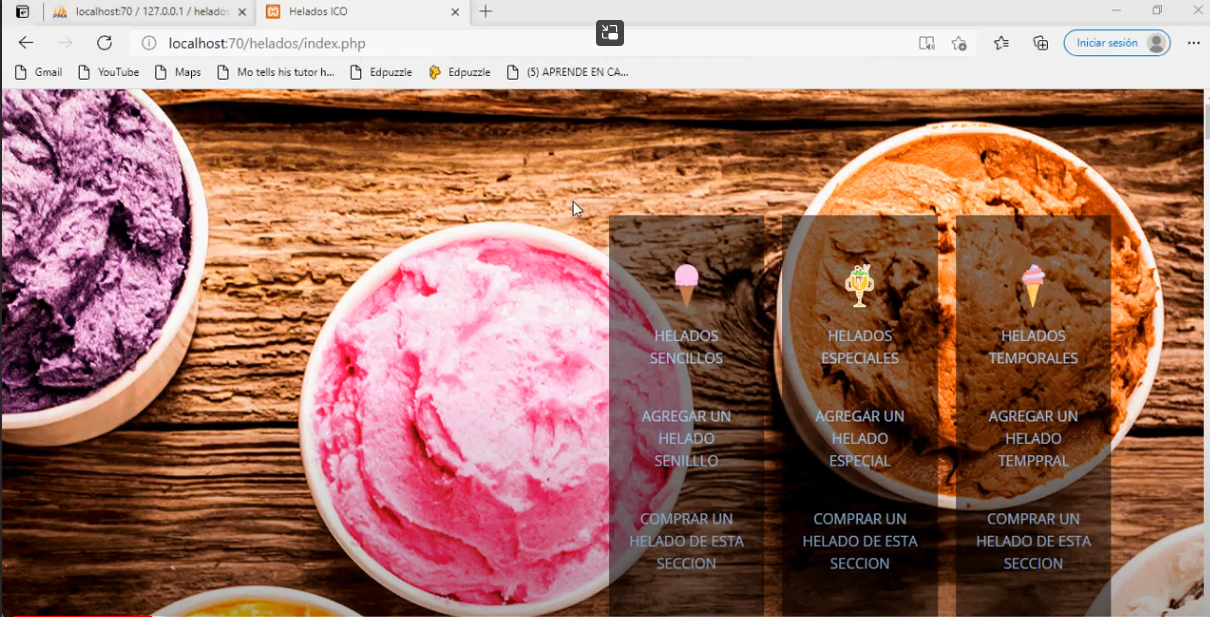 localhost:70 / 127.0.0.1 / helados
Helados ICO
localhost:70/helados/index.php
Iniciar sesión
Gmail
YouTube
Maps
Mo tells his tutor h...
Edpuzzle
Edpuzzle
(5) APRENDE EN CA...
HELADOS
SENCILLOS
AGREGAR UN
HELADO
SENILLLO
COMPRAR UN
HELADO DE ESTA
SECCION
HELADOS
ESPECIALES
AGREGAR UN
HELADO
ESPECIAL
COMPRAR UN
HELADO DE ESTA
SECCION
HELADOS
TEMPORALES
AGREGAR UN
HELADO
TEMPPRAL
COMPRAR UN
HELADO DE ESTA
SECCION